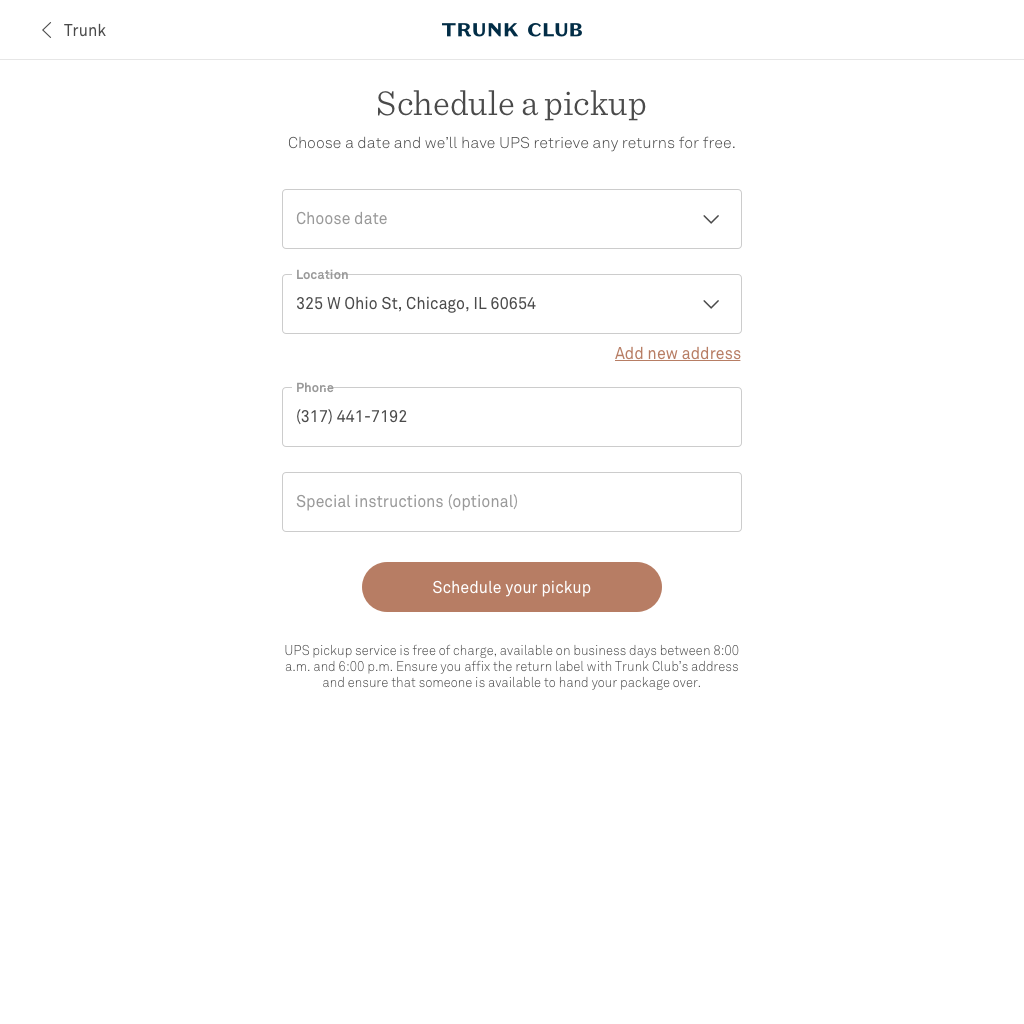 Trunk
TRUNK CLUB
Schedule a pickup
Choose a date and we’ll have UPS retrieve any returns for free.
Choose date
Location
325 W Ohio St, Chicago, IL 60654
Add new address
Phone
(317) 441-7192
Special instructions (optional)
Schedule your pickup
UPS pickup service is free of charge, available on business days between 8:00
a.m. and 6:00 p.m. Ensure you affix the return label with Trunk Club’s address
and ensure that someone is available to hand your package over.